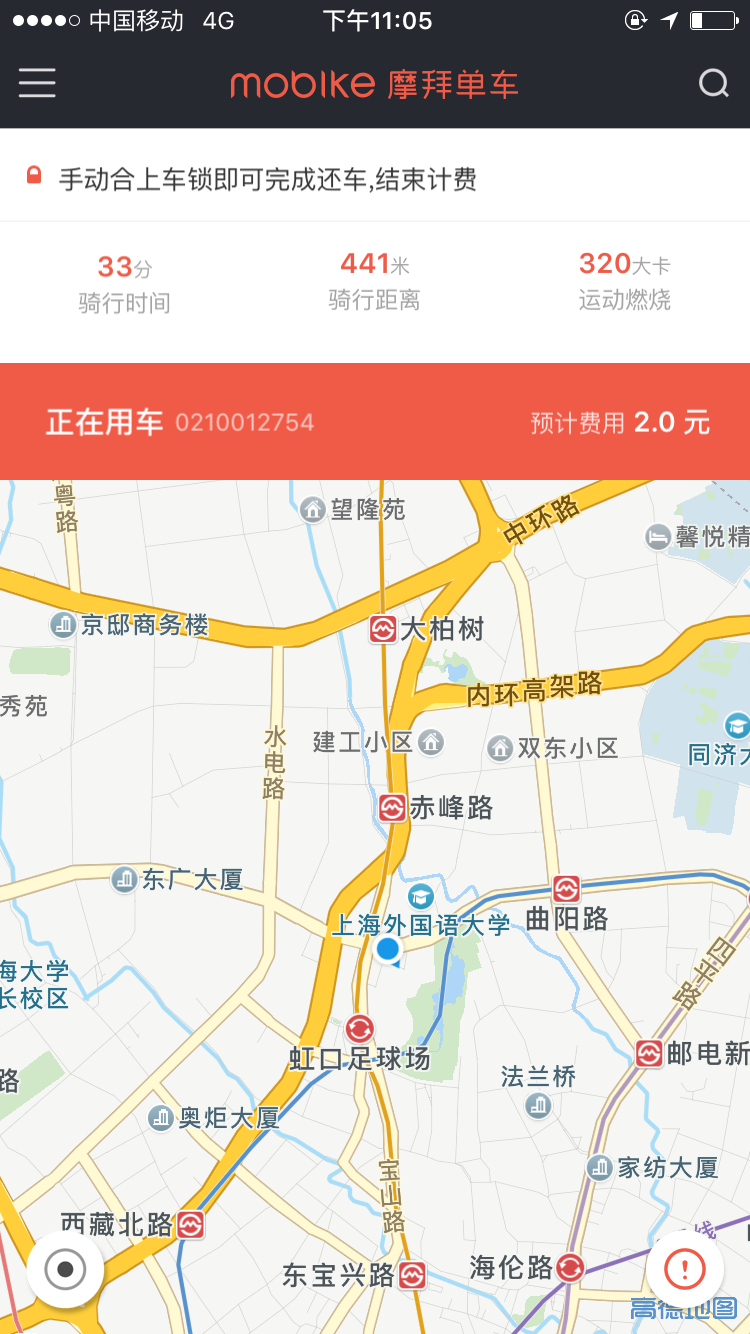 中国移动 4G 下午11:05
mobike 摩拜单车
手动合上车锁即可完成还车,结束计费
33分 441米 320大卡
骑行时间 骑行距离 运动燃烧
正在用车 0210012754 预计费用 2.0 元
粤路
望隆苑
中环路
馨悦精
京邸商务楼
大柏树
内环高架路
秀苑
水电路
建工小区
双东小区
同济大
赤峰路
东广大厦
上海外国语大学
曲阳路
四平路
海大学
长校区
虹口足球场
邮电新
路
法兰桥
奥炬大厦
家纺大厦
宝山路
西藏北路
线
东宝兴路
海伦路
高德地图